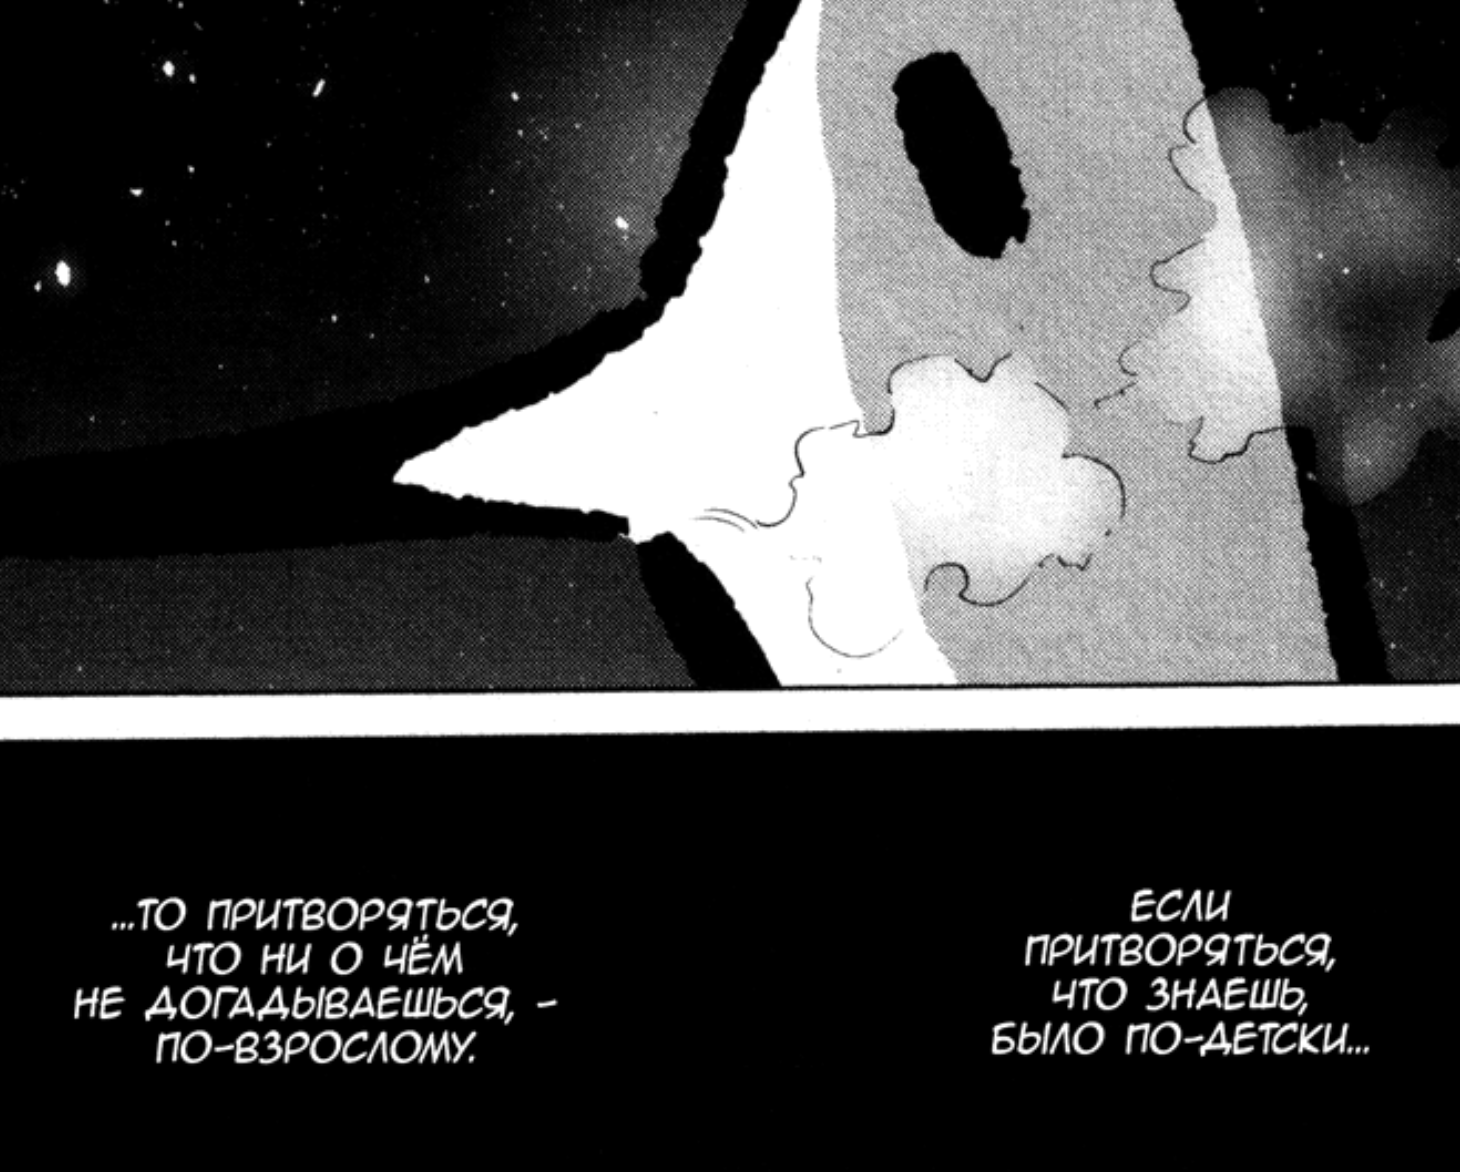 ЕСЛИ
ПРИТВОРЯТЬСЯ,
ЧТО ЗНАЕШЬ,
БЫЛО ПО-ДЕТСКИ...
...ТО ПРИТВОРЯТЬСЯ,
ЧТО НИ О ЧЁМ
НЕ ДОГАДЫВАЕШЬСЯ, -
ПО-ВЗРОСЛОМУ.